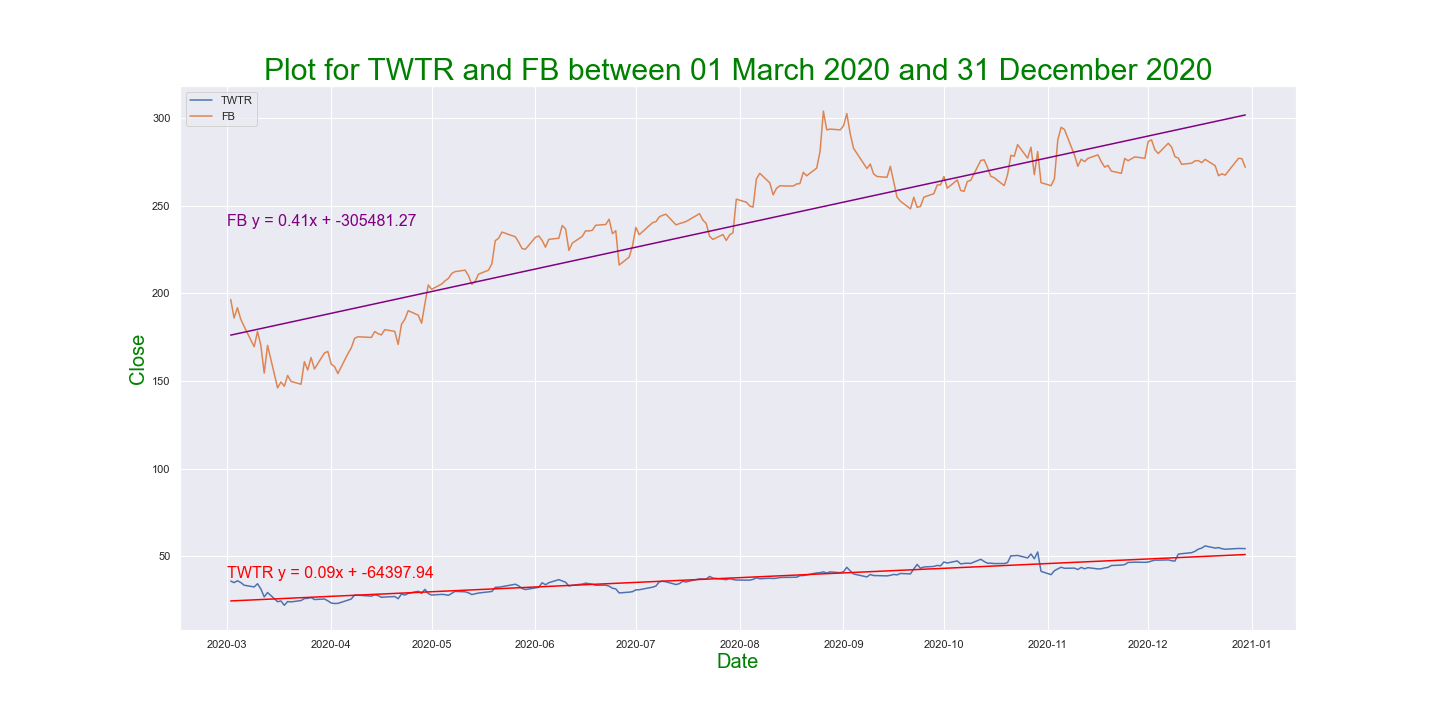 Plot for TWTR and FB between 01 March 2020 and 31 December 2020
TWTR
FB
300
250
200
150
100
50
Close
FB y = 0.41x + -305481.27
TWTR y = 0.09x + -64397.94
2020-03 2020-04 2020-05 2020-06 2020-07 2020-08 2020-09 2020-10 2020-11 2020-12 2021-01
Date